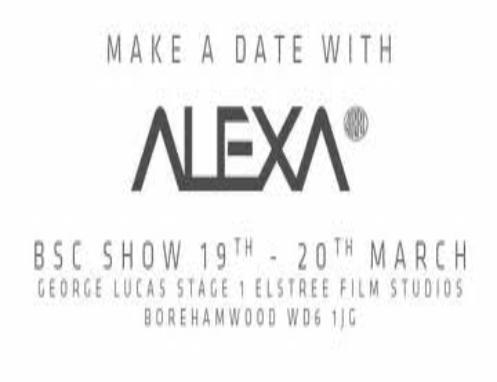 MAKE A DATE WITH
ALEXA
BSC SHOW 19TH - 20TH MARCH
GEORGE LUCAS STAGE 1 ELSTREE FILM STUDIOS
BOREHAMWOOD WD6 1JG